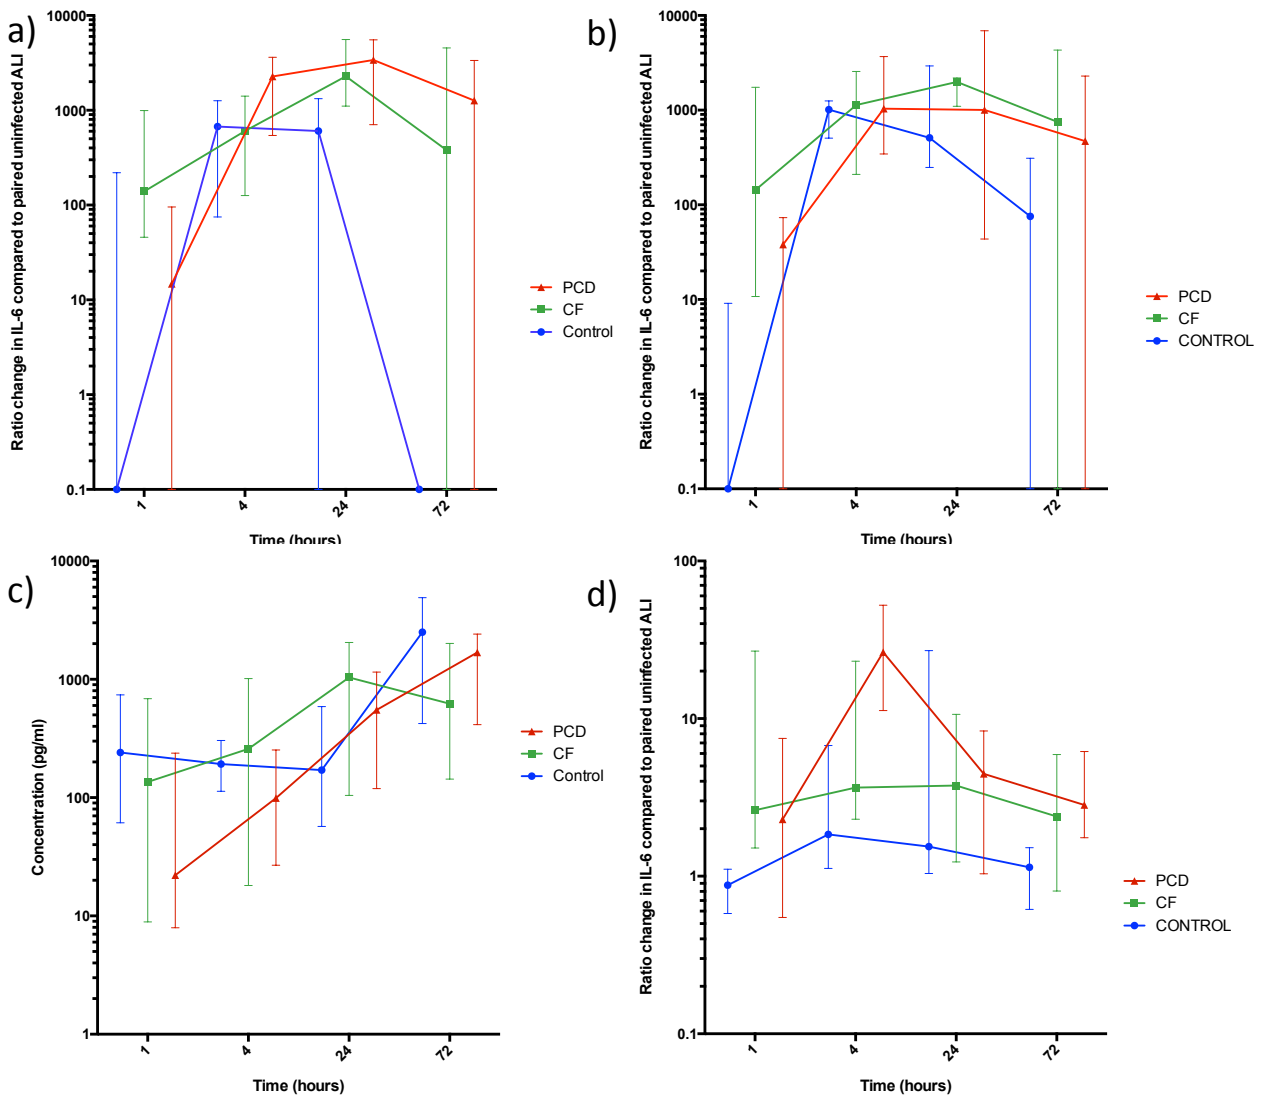 a)
Ratio change in IL-6 compared to paired uninfected ALI
10000
1000
100
10
1
0.1
1
4
24
72
Time (hours)
PCD
CF
Control
b)
Ratio change in IL-6 compared to paired uninfected ALI
10000
1000
100
10
1
0.1
1
4
24
72
Time (hours)
PCD
CF
CONTROL
c)
Concentration (pg/ml)
10000
1000
100
10
1
1
4
24
72
Time (hours)
PCD
CF
Control
d)
Ratio change in IL-6 compared to paired uninfected ALI
100
10
1
0.1
1
4
24
72
Time (hours)
PCD
CF
CONTROL